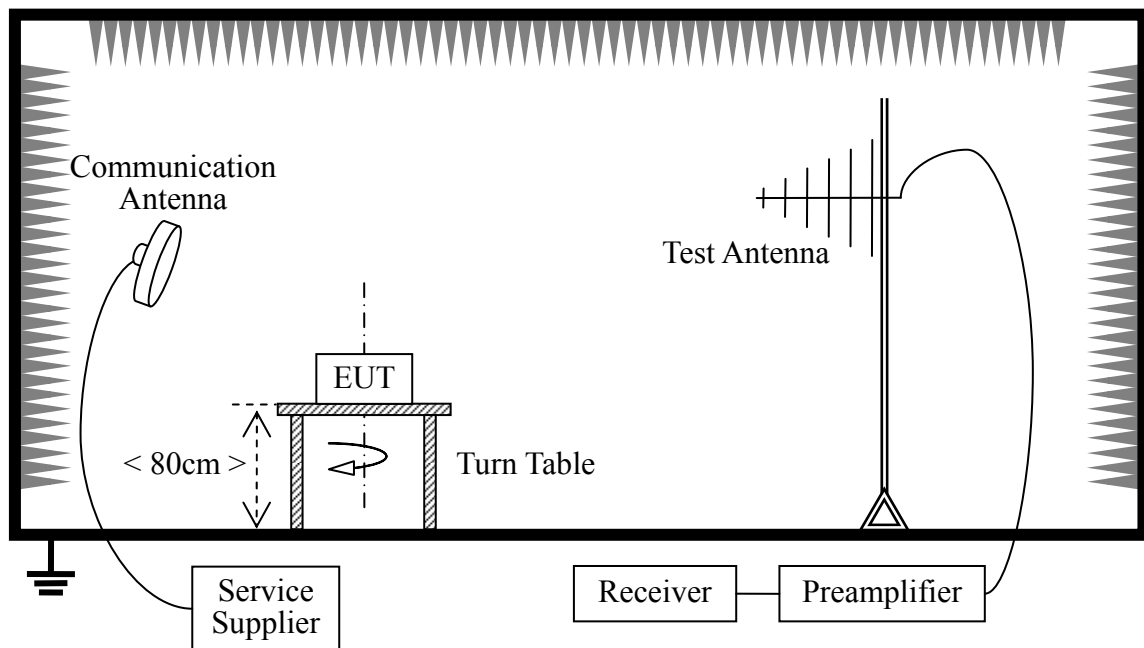 Communication
Antenna
Test Antenna
EUT
< 80cm >
Turn Table
Service
Supplier
Receiver
Preamplifier